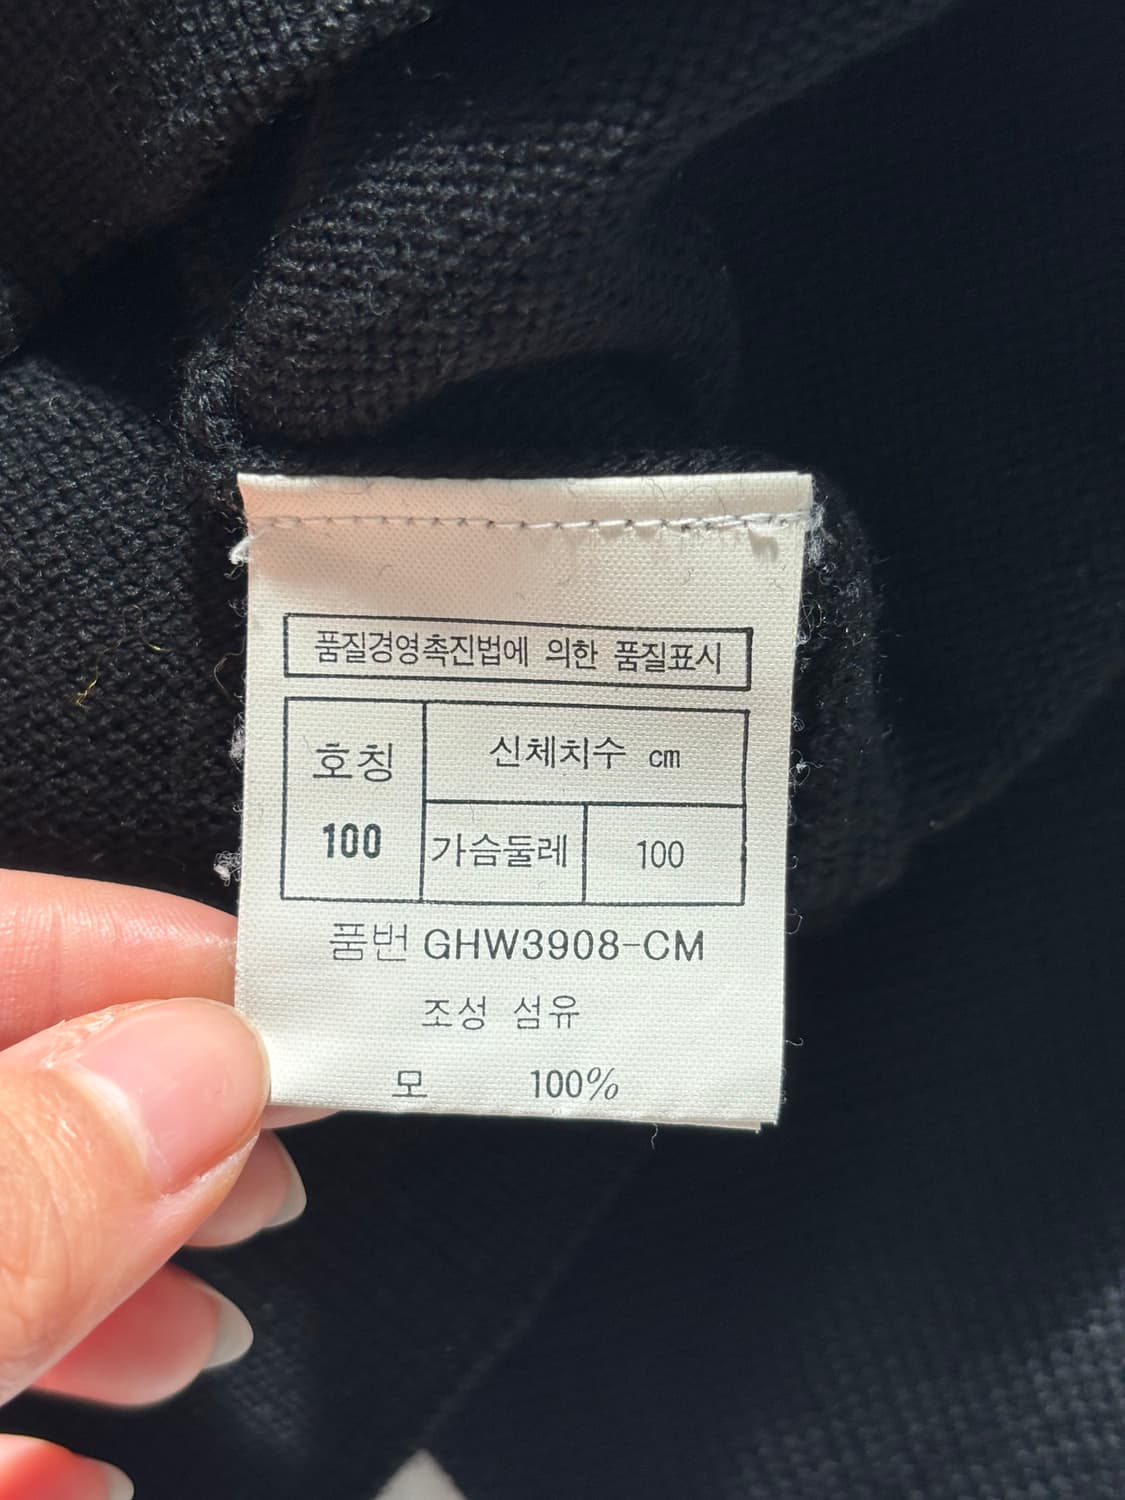 품질경영촉진법에 의한 품질표시
호칭
100
신체치수 cm
가슴둘레 100
품번 GHW3908-CM
조성 섬유
모 100%